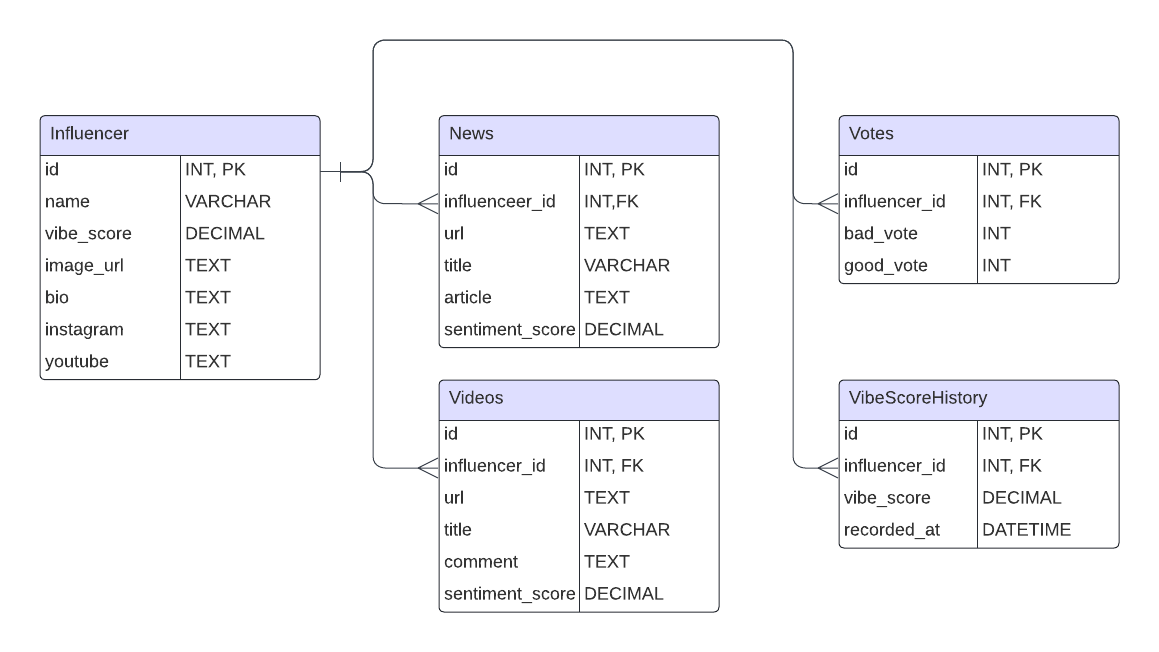 Influencer
id INT, PK
name VARCHAR
vibe_score DECIMAL
image_url TEXT
bio TEXT
instagram TEXT
youtube TEXT
News
id INT, PK
influenceer_id INT,FK
url TEXT
title VARCHAR
article TEXT
sentiment_score DECIMAL
Videos
id INT, PK
influencer_id INT, FK
url TEXT
title VARCHAR
comment TEXT
sentiment_score DECIMAL
Votes
id INT, PK
influencer_id INT, FK
bad_vote INT
good_vote INT
VibeScoreHistory
id INT, PK
influencer_id INT, FK
vibe_score DECIMAL
recorded_at DATETIME